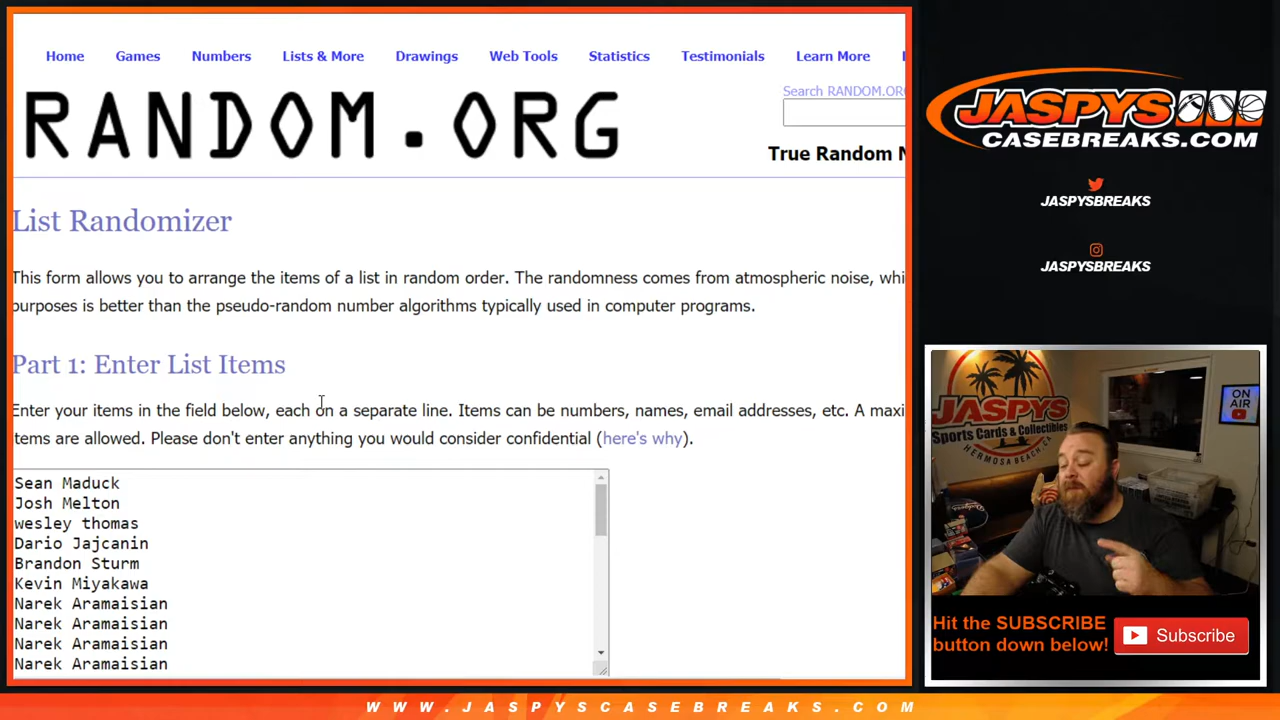 Home Games Numbers Lists & More Drawings Web Tools Statistics Testimonials Learn More
Search RANDOM.ORG
RANDOM.ORG
True Random N
List Randomizer
This form allows you to arrange the items of a list in random order. The randomness comes from atmospheric noise, whi
purposes is better than the pseudo-random number algorithms typically used in computer programs.
Part 1: Enter List Items
Enter your items in the field below, each on a separate line. Items can be numbers, names, email addresses, etc. A maxi
items are allowed. Please don't enter anything you would consider confidential (here's why).
Sean Maduck
Josh Melton
wesley thomas
Dario Jajcanin
Brandon Sturm
Kevin Miyakawa
Narek Aramaisian
Narek Aramaisian
Narek Aramaisian
Narek Aramaisian
JASPYS
CASEBREAKS.COM
JASPYSBREAKS
JASPYSBREAKS
JASPYS
Sports Cards & Collectibles
HERMOSA BEACH, CA
ON
AIR
Hit the SUBSCRIBE
button down below!
Subscribe
WWW.JASPYSCASEBREAKS.COM